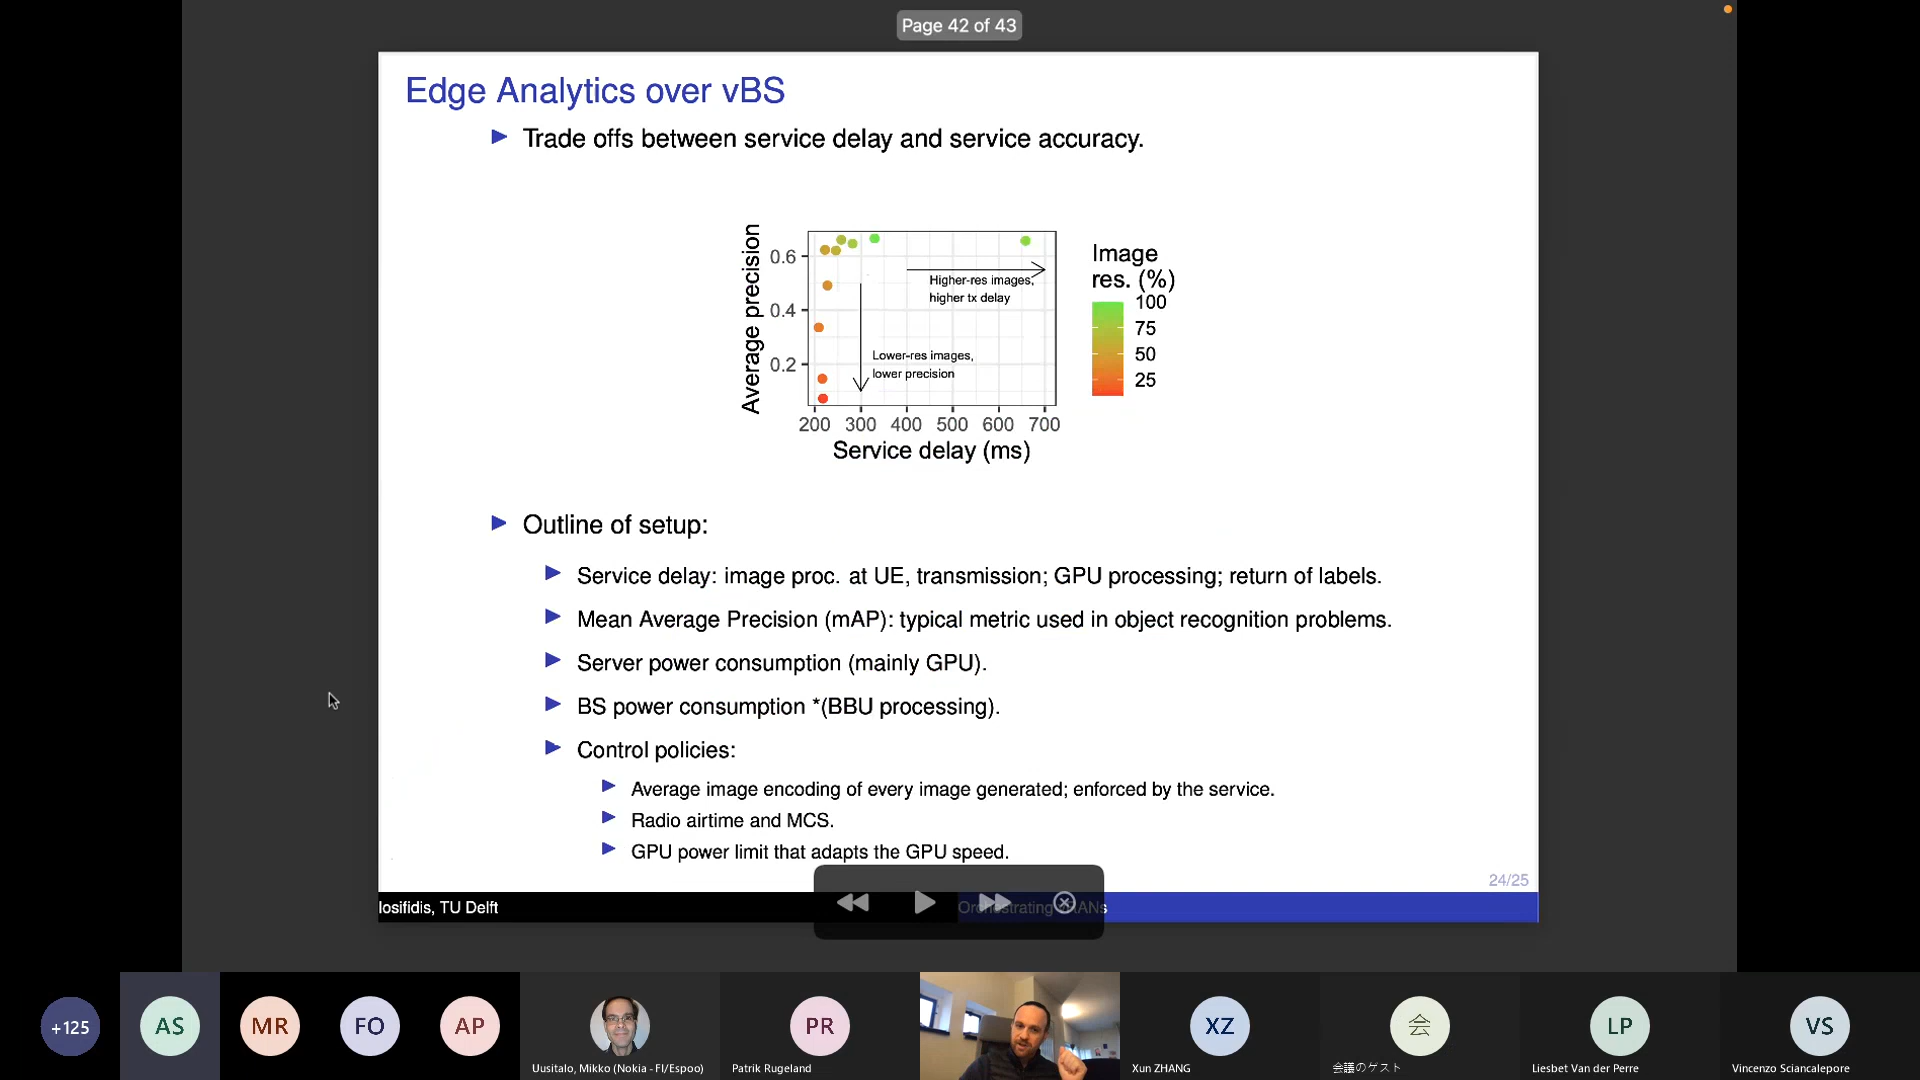 Page 42 of 43
Edge Analytics over vBS
Trade offs between service delay and service accuracy.
Average precision
0.6
0.4
0.2
Higher-res images,
higher tx delay
Lower-res images,
lower precision
200 300 400 500 600 700
Service delay (ms)
Image
res. (%)
100
75
50
25
Outline of setup:
Service delay: image proc. at UE, transmission; GPU processing; return of labels.
Mean Average Precision (mAP): typical metric used in object recognition problems.
Server power consumption (mainly GPU).
BS power consumption *(BBU processing).
Control policies:
Average image encoding of every image generated; enforced by the service.
Radio airtime and MCS.
GPU power limit that adapts the GPU speed.
24/25
Iosifidis, TU Delft
Orchestrating vRANs
+125
AS
MR
FO
AP
Uusitalo, Mikko (Nokia - FI/Espoo)
PR
Patrik Rugeland
XZ
Xun ZHANG
会
会議のゲスト
LP
Liesbet Van der Perre
VS
Vincenzo Sciancalepore